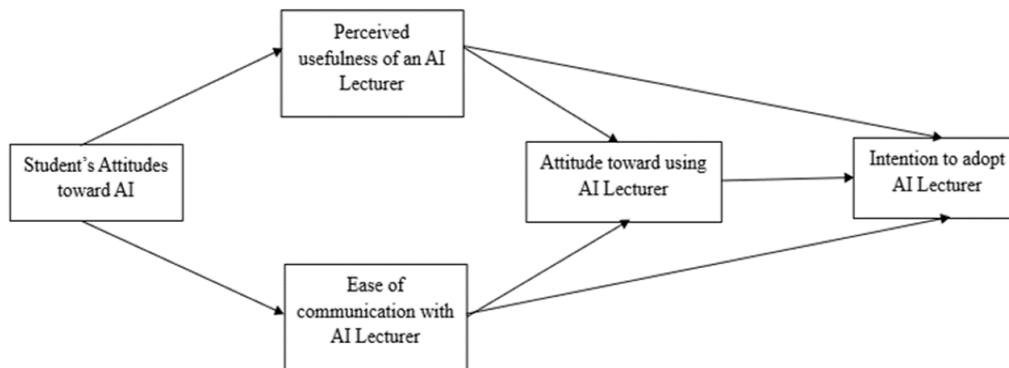 Perceived
usefulness of an AI
Lecturer
Student’s Attitudes
toward AI
Attitude toward using
AI Lecturer
Intention to adopt
AI Lecturer
Ease of
communication with
AI Lecturer